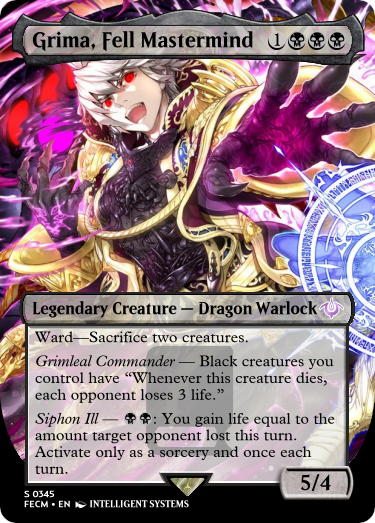 Grima, Fell Mastermind 1
Legendary Creature — Dragon Warlock
Ward—Sacrifice two creatures.
Grimleal Commander — Black creatures you
control have “Whenever this creature dies,
each opponent loses 3 life.”
Siphon Ill — : You gain life equal to the
amount target opponent lost this turn.
Activate only as a sorcery and once each
turn.
5/4
S 0345
FECM • EN INTELLIGENT SYSTEMS